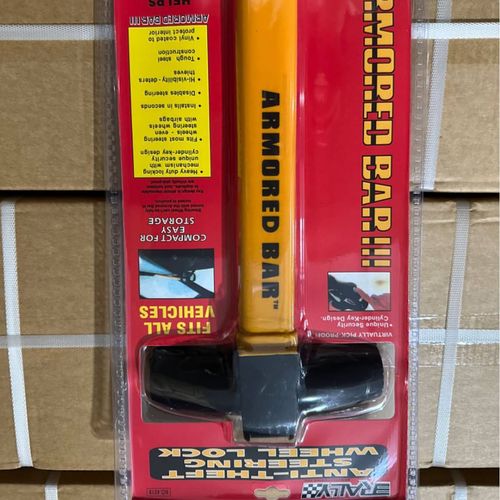 RALLY
ANTI-THEFT
STEERING
WHEEL LOCK
VIRTUALLY PICK-PROOF
* Unique Security
Cylinder-Key Design.
FITS ALL
VEHICLES
COMPACT FOR
EASY
STORAGE
ARMORED BAR III
ARMORED BAR™
• Heavy duty locking
mechanism with
unique security
cylinder-key design
• Fits most steering
wheels - even
steering wheels
with airbags
• Installs in seconds
• Disables steering
• Hi-visibility - deters
thieves
• Tough steel
construction
• Vinyl coated to
protect interior
ARMORED BAR III
HELPS